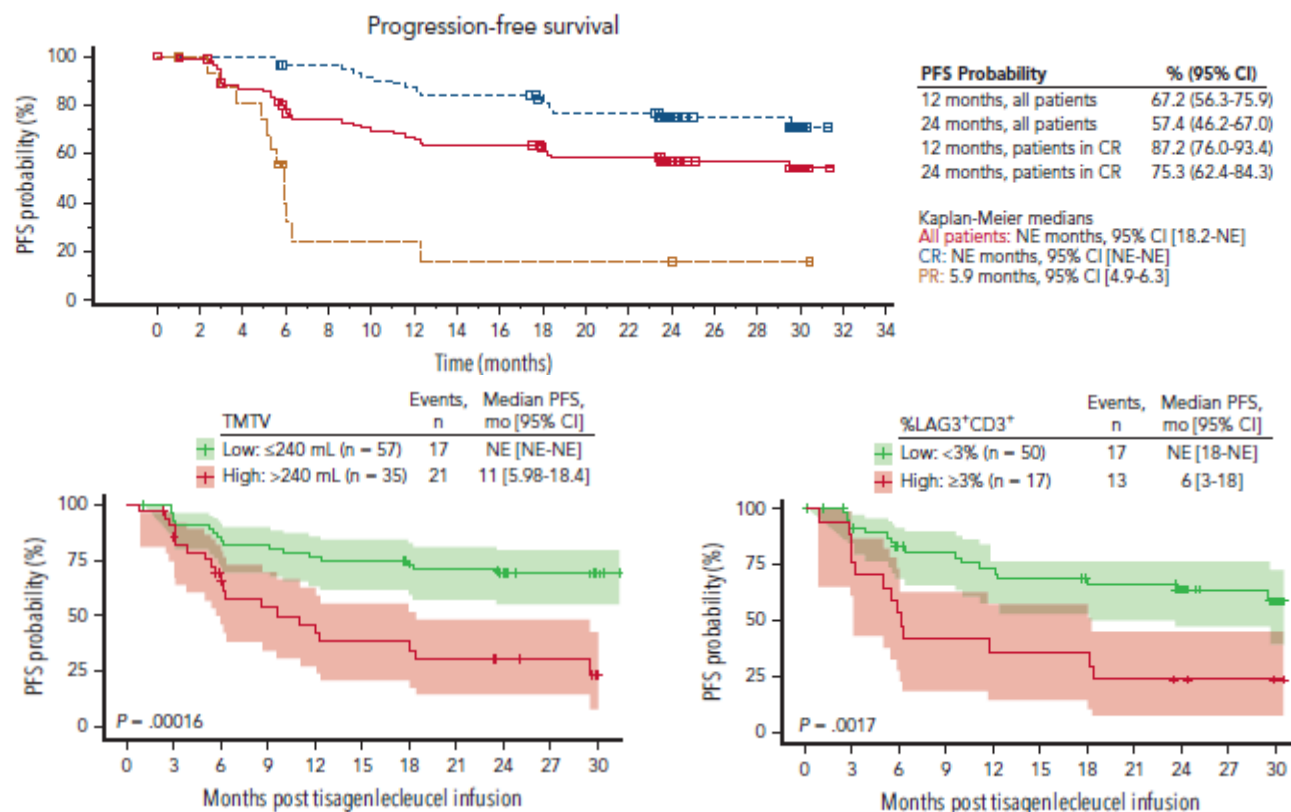 Progression-free survival
PFS probability (%)
100
80
60
40
20
0
0 2 4 6 8 10 12 14 16 18 20 22 24 26 28 30 32 34
Time (months)
PFS Probability % (95% CI)
12 months, all patients 67.2 (56.3-75.9)
24 months, all patients 57.4 (46.2-67.0)
12 months, patients in CR 87.2 (76.0-93.4)
24 months, patients in CR 75.3 (62.4-84.3)
Kaplan-Meier medians
All patients: NE months, 95% CI [18.2-NE]
CR: NE months, 95% CI [NE-NE]
PR: 5.9 months, 95% CI [4.9-6.3]
Events, Median PFS,
TMTV n mo [95% CI]
Low: ≤240 mL (n = 57) 17 NE [NE-NE]
High: >240 mL (n = 35) 21 11 [5.98-18.4]
PFS probability (%)
100
75
50
25
0
P = .00016
0 3 6 9 12 15 18 21 24 27 30
Months post tisagenlecleucel infusion
Events, Median PFS,
%LAG3⁺CD3⁺ n mo [95% CI]
Low: <3% (n = 50) 17 NE [18-NE]
High: ≥3% (n = 17) 13 6 [3-18]
PFS probability (%)
100
75
50
25
0
P = .0017
0 3 6 9 12 15 18 21 24 27 30
Months post tisagenlecleucel infusion